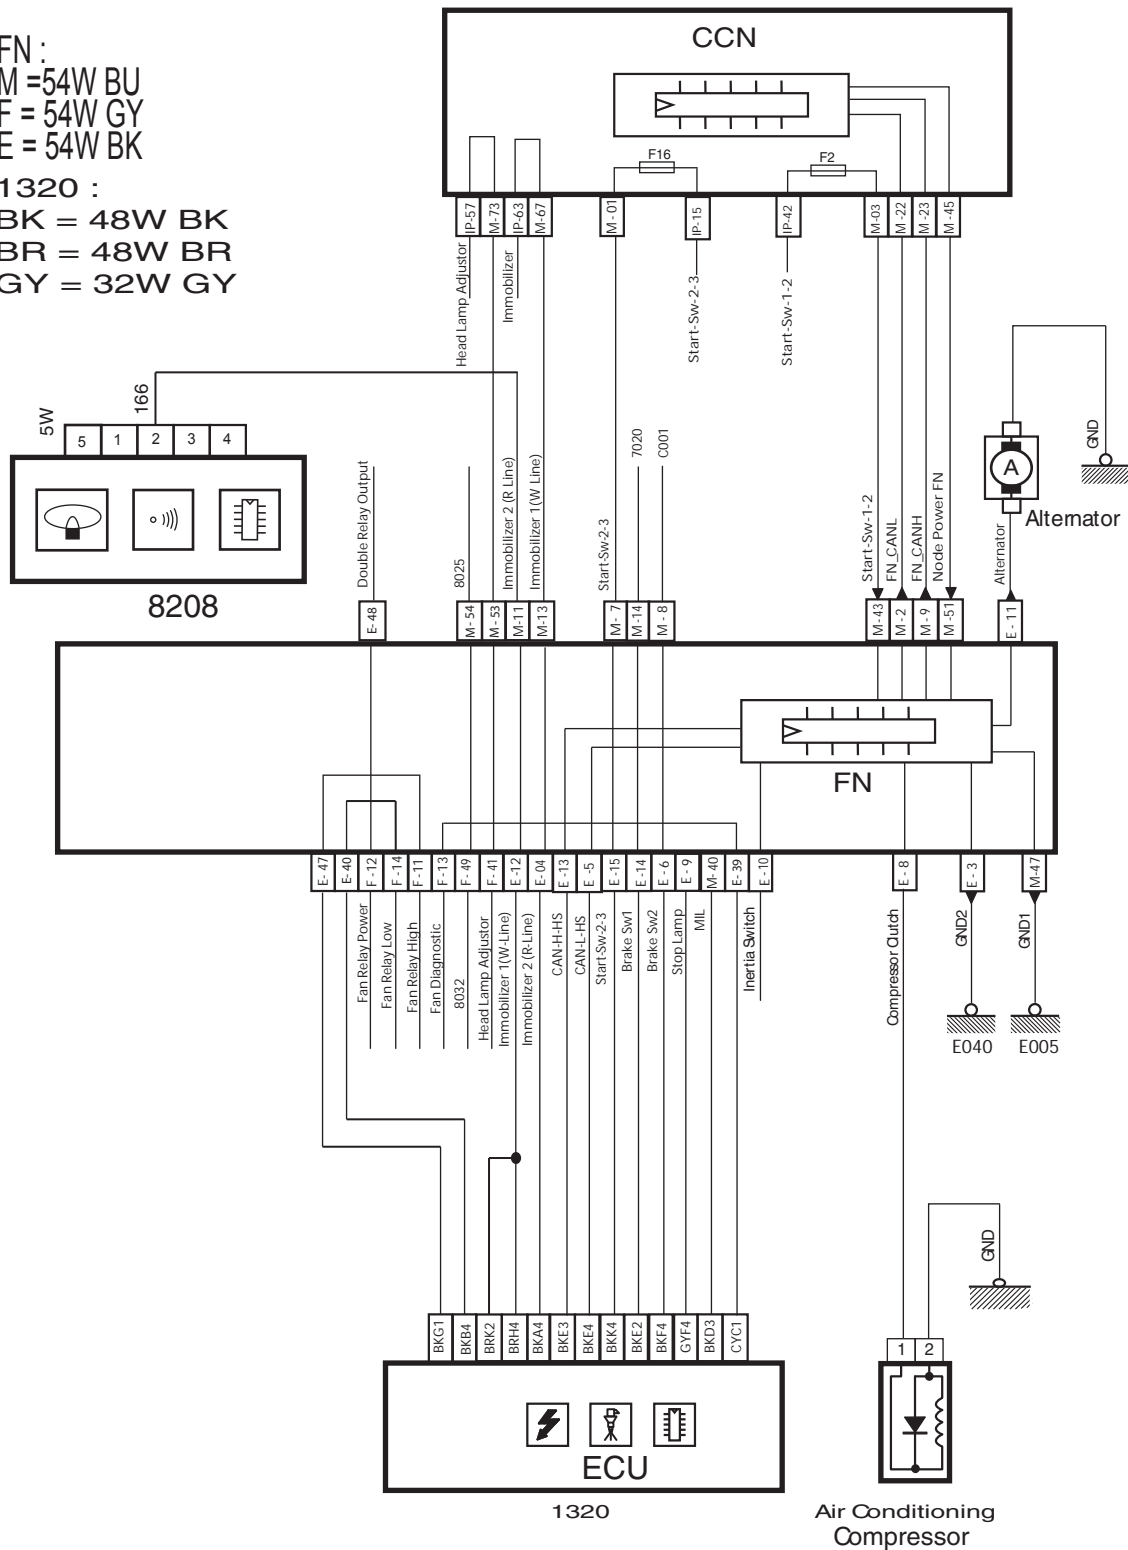 FN :
M =54W BU
F = 54W GY
E = 54W BK
1320 :
BK = 48W BK
BR = 48W BR
GY = 32W GY
CCN
F16
F2
IP-57
M-73
IP-63
M-67
M - 01
IP-15
IP-42
M-03
M -22
M -23
M -45
Head Lamp Adjustor
Immobilizer
Start-Sw-2-3
Start-Sw-1-2
5W
166
5
1
2
3
4
8208
Double Relay Output
8025
Immobilizer 2 (R Line)
Immobilizer 1(W Line)
Start-Sw-2-3
7020
C001
Start-Sw-1-2
FN_CANL
FN_CANH
Node Power FN
Alternator
A
Alternator
GND
E- 48
M - 54
M - 53
M-11
M-13
M - 7
M -14
M - 8
M -43
M -2
M - 9
M -51
E - 11
FN
E- 47
E- 40
F -12
F -14
F-11
F-13
F- 49
F- 41
E-12
E- 04
E -13
E -5
E -15
E -14
E - 6
E - 9
M- 40
E- 39
E -10
E - 8
E - 3
M-47
Fan Relay Power
Fan Relay Low
Fan Relay High
Fan Diagnostic
8032
Head Lamp Adjustor
Immobilizer 1(W-Line)
Immobilizer 2 (R-Line)
CAN-H-HS
CAN-L-HS
Start-Sw-2-3
Brake Sw1
Brake Sw2
Stop Lamp
MIL
Inertia Switch
Compressor Clutch
GND2
GND1
E040
E005
GND
BKG1
BKB4
BRK2
BRH4
BKA4
BKE3
BKE4
BKK4
BKE2
BKF4
GYF4
BKD3
CYC1
1
2
ECU
1320
Air Conditioning
Compressor